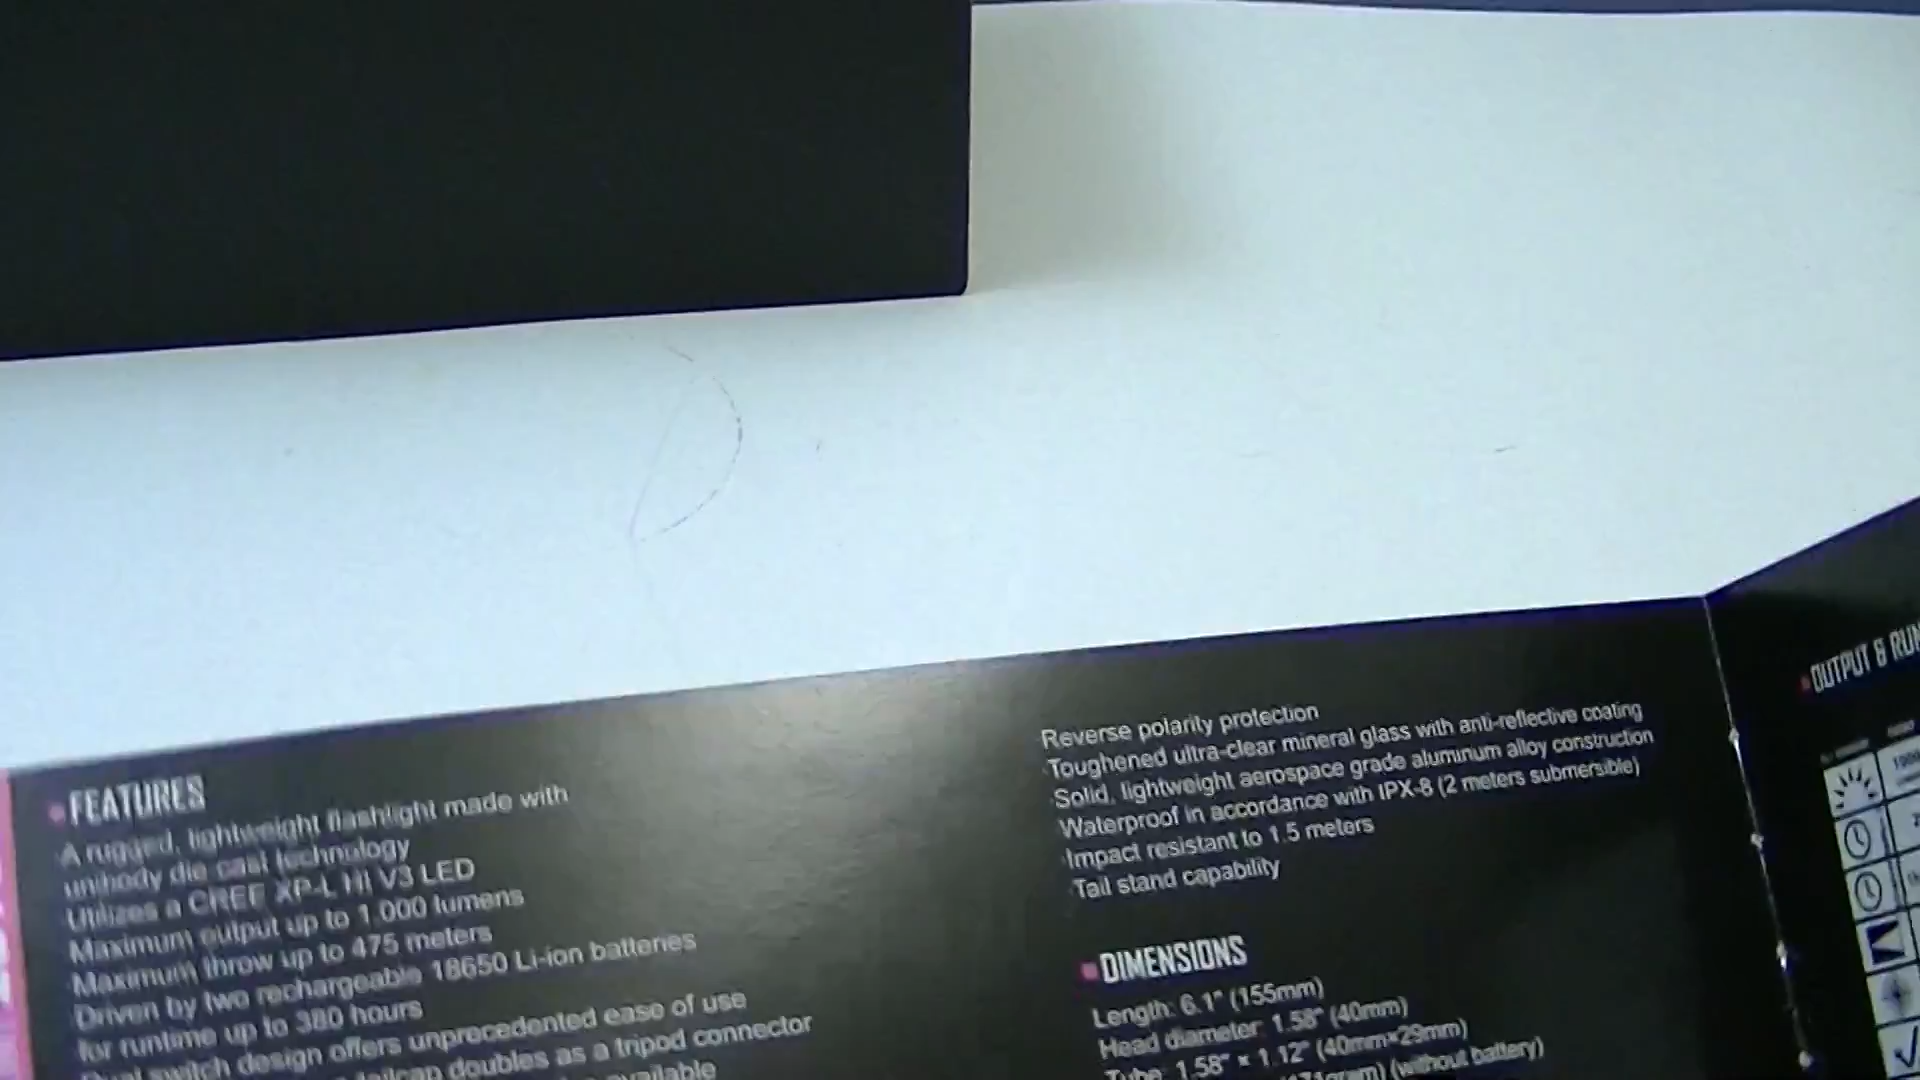 FEATURES
A rugged, lightweight flashlight made with
unibody die cast technology
Utilizes a CREE XP-L HI V3 LED
Maximum output up to 1,000 lumens
Maximum throw up to 475 meters
Driven by two rechargeable 18650 Li-ion batteries
for runtime up to 380 hours
Dual switch design offers unprecedented ease of use
tailcap doubles as a tripod connector
available
Reverse polarity protection
Toughened ultra-clear mineral glass with anti-reflective coating
Solid, lightweight aerospace grade aluminum alloy construction
Waterproof in accordance with IPX-8 (2 meters submersible)
Impact resistant to 1.5 meters
Tail stand capability
DIMENSIONS
Length: 6.1" (155mm)
Head diameter: 1.58" (40mm)
Tube: 1.58" × 1.12" (40mm×29mm)
(without battery)
OUTPUT & RUN